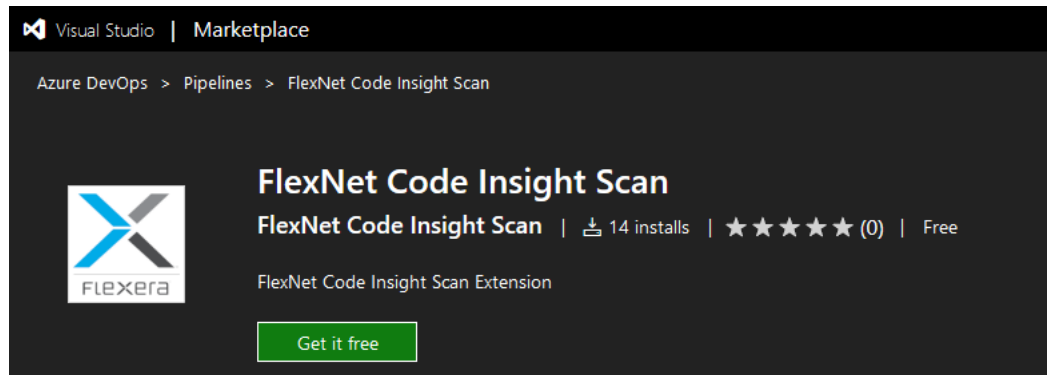 Visual Studio | Marketplace
Azure DevOps > Pipelines > FlexNet Code Insight Scan
FlexNet Code Insight Scan
FlexNet Code Insight Scan | 14 installs | ★★★★★ (0) | Free
FLEXera
FlexNet Code Insight Scan Extension
Get it free